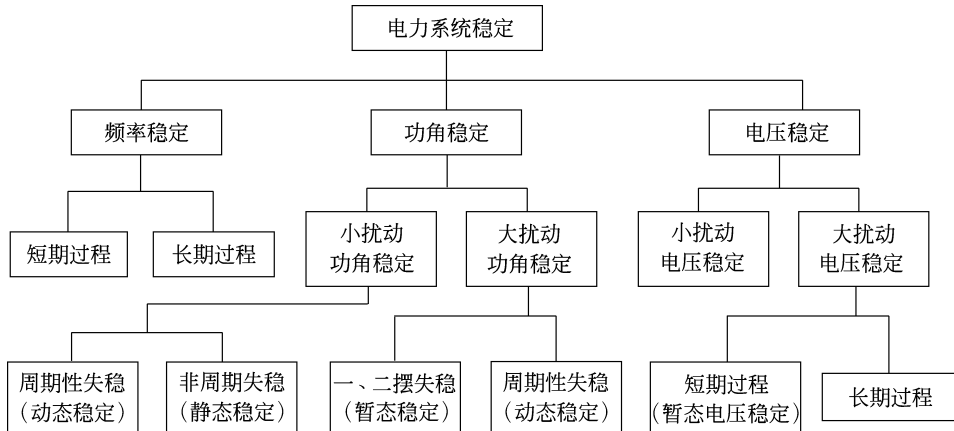 电力系统稳定
频率稳定
功角稳定
电压稳定
短期过程
长期过程
小扰动
功角稳定
大扰动
功角稳定
小扰动
电压稳定
大扰动
电压稳定
周期性失稳
（动态稳定）
非周期失稳
（静态稳定）
一、二摆失稳
（暂态稳定）
周期性失稳
（动态稳定）
短期过程
（暂态电压稳定）
长期过程